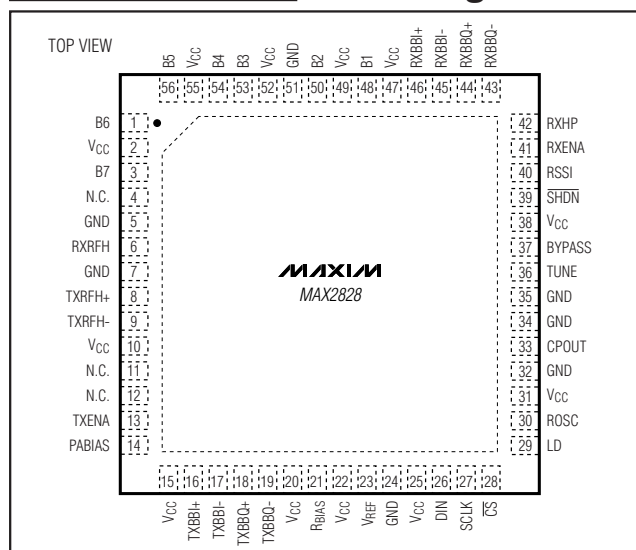 TOP VIEW
B5
VCC
B4
B3
VCC
GND
B2
VCC
B1
VCC
RXBBI+
RXBBI-
RXBBQ+
RXBBQ-
56
55
54
53
52
51
50
49
48
47
46
45
44
43
B6 1
VCC 2
B7 3
N.C. 4
GND 5
RXRFH 6
GND 7
TXRFH+ 8
TXRFH- 9
VCC 10
N.C. 11
N.C. 12
TXENA 13
PABIAS 14
MAXIM
MAX2828
42 RXHP
41 RXENA
40 RSSI
39 SHDN
38 VCC
37 BYPASS
36 TUNE
35 GND
34 GND
33 CPOUT
32 GND
31 VCC
30 ROSC
29 LD
15
16
17
18
19
20
21
22
23
24
25
26
27
28
VCC
TXBBI+
TXBBI-
TXBBQ+
TXBBQ-
VCC
RBIAS
VCC
VREF
GND
VCC
DIN
SCLK
CS